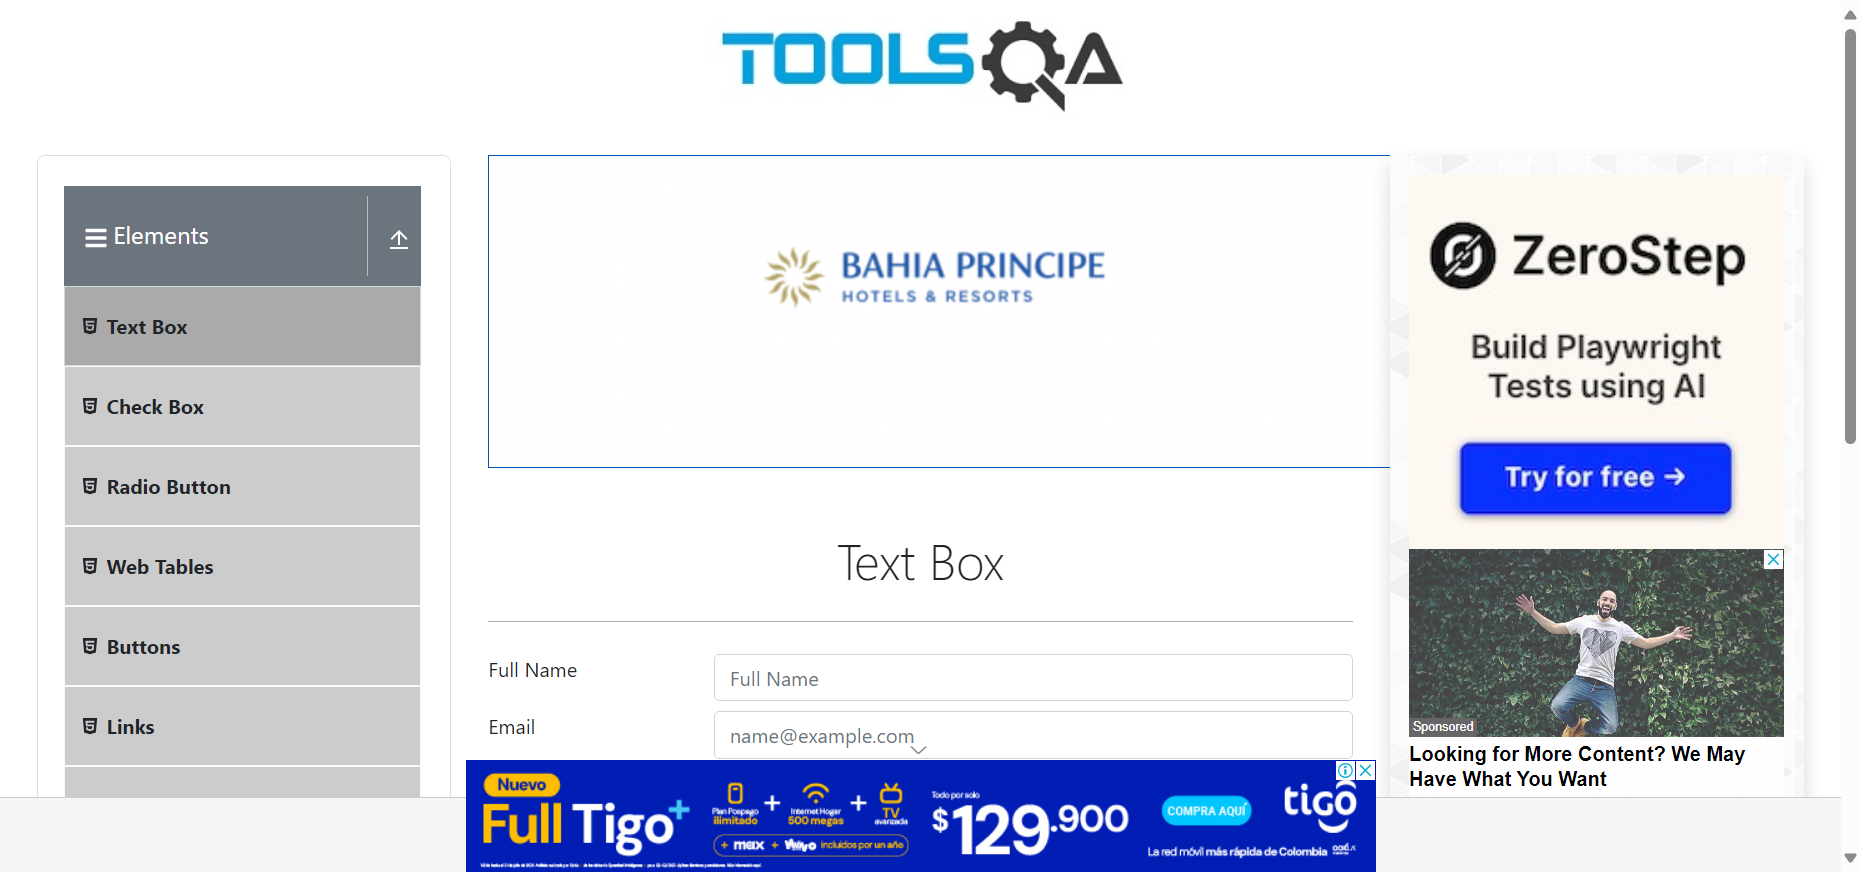 TOOLSQA
Elements
Text Box
Check Box
Radio Button
Web Tables
Buttons
Links
BAHIA PRINCIPE
HOTELS & RESORTS
Text Box
Full Name
Full Name
Email
name@example.com
ZeroStep
Build Playwright
Tests using AI
Try for free →
Sponsored
Looking for More Content? We May
Have What You Want
Nuevo
Full Tigo+
Plan Pospago
ilimitado
+
Internet Hogar
500 megas
+
TV
avanzada
+ max + incluidos por un año
Todo por solo
$129.900
COMPRA AQUÍ
tigo
La red móvil más rápida de Colombia